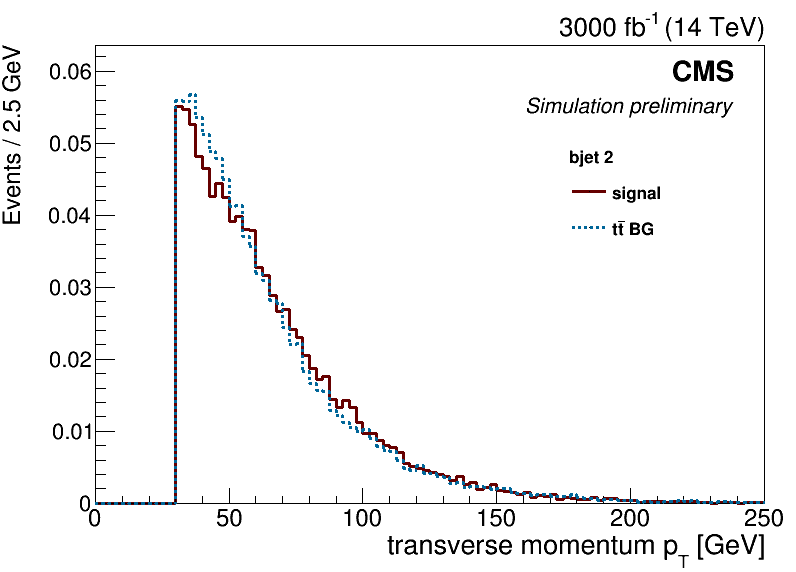 3000 fb⁻¹ (14 TeV)
Events / 2.5 GeV
CMS
Simulation preliminary
bjet 2
signal
tt̄ BG
0.06
0.05
0.04
0.03
0.02
0.01
0
0 50 100 150 200 250
transverse momentum p_T [GeV]